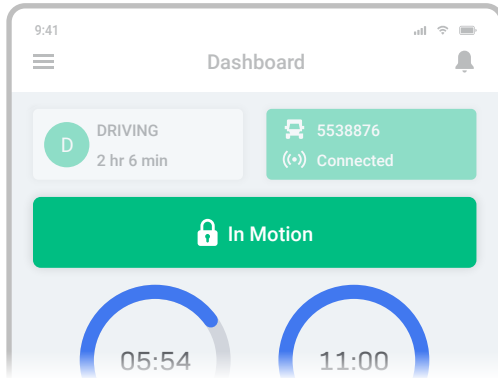 9:41
Dashboard
D
DRIVING
2 hr 6 min
5538876
Connected
In Motion
05:54
11:00